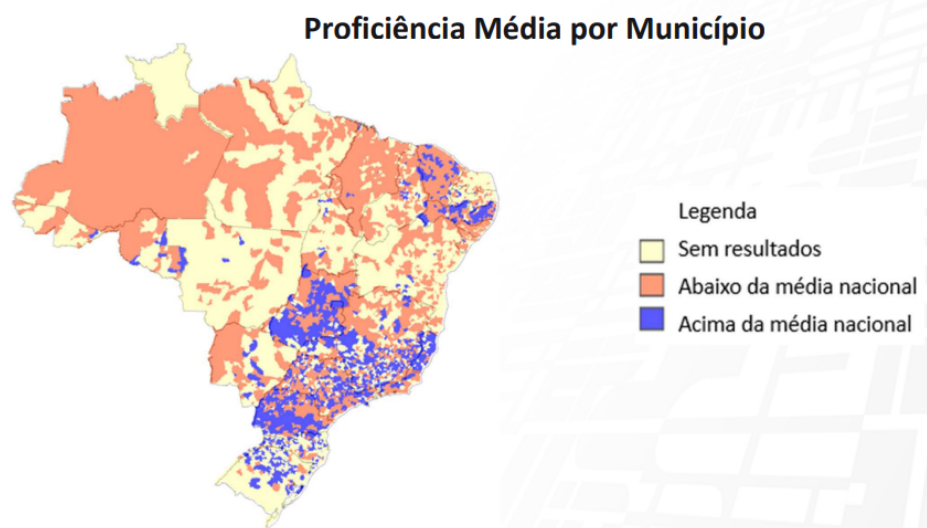 Proficiência Média por Município
Legenda
Sem resultados
Abaixo da média nacional
Acima da média nacional